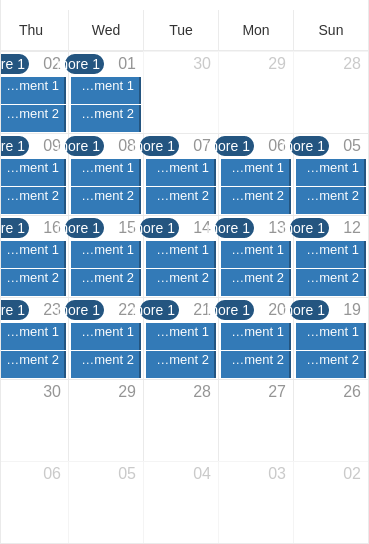 Thu Wed Tue Mon Sun
re 1 02 ore 1 01 30 29 28
...ment 1 ...ment 1
...ment 2 ...ment 2
re 1 09 ore 1 08 ore 1 07 ore 1 06 ore 1 05
...ment 1 ...ment 1 ...ment 1 ...ment 1 ...ment 1
...ment 2 ...ment 2 ...ment 2 ...ment 2 ...ment 2
re 1 16 ore 1 15 ore 1 14 ore 1 13 ore 1 12
...ment 1 ...ment 1 ...ment 1 ...ment 1 ...ment 1
...ment 2 ...ment 2 ...ment 2 ...ment 2 ...ment 2
re 1 23 ore 1 22 ore 1 21 ore 1 20 ore 1 19
...ment 1 ...ment 1 ...ment 1 ...ment 1 ...ment 1
...ment 2 ...ment 2 ...ment 2 ...ment 2 ...ment 2
30 29 28 27 26
06 05 04 03 02